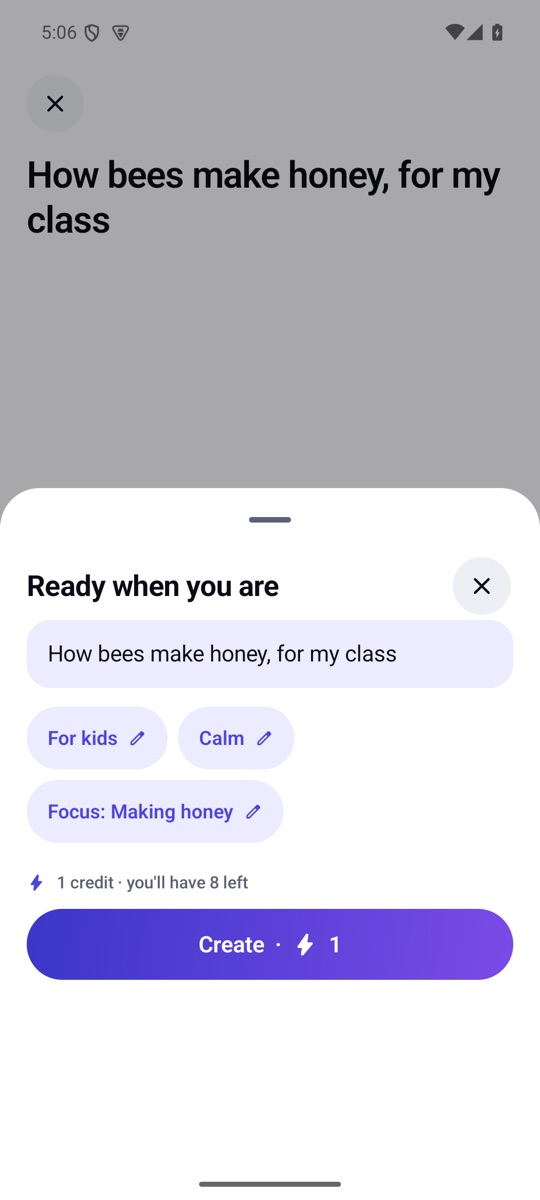 5:06
How bees make honey, for my
class
Ready when you are
How bees make honey, for my class
For kids
Calm
Focus: Making honey
1 credit · you'll have 8 left
Create · 1